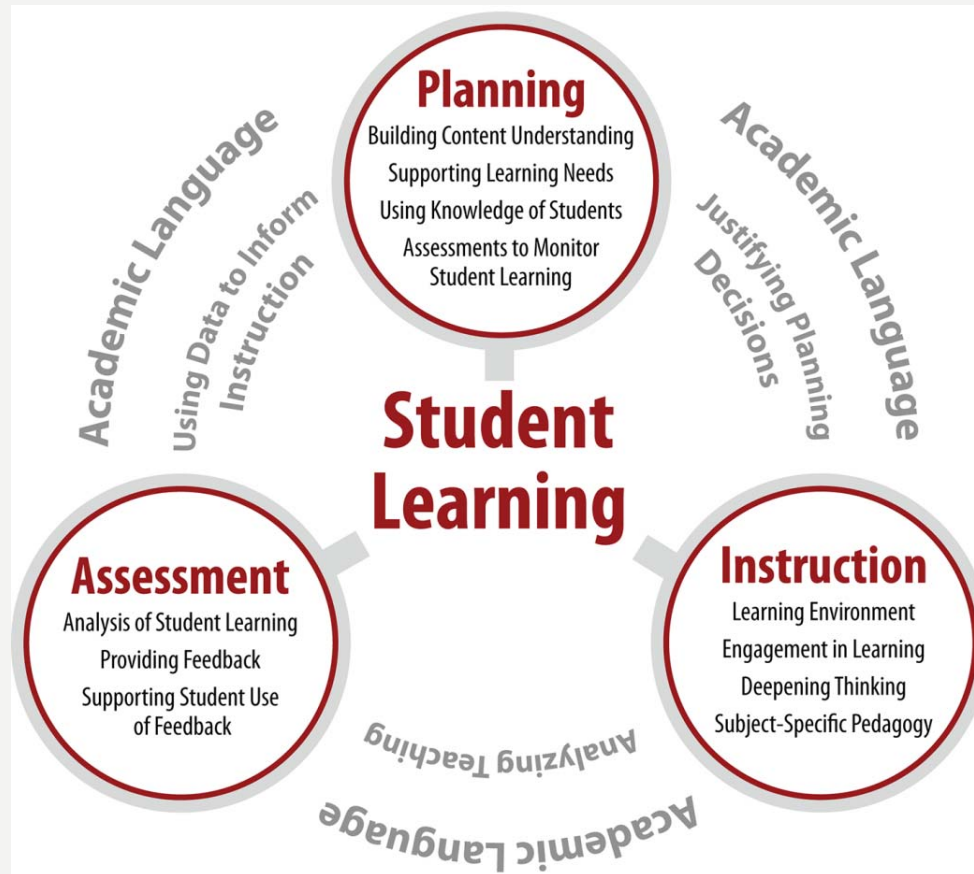 Planning
Building Content Understanding
Supporting Learning Needs
Using Knowledge of Students
Assessments to Monitor
Student Learning
Academic Language
Using Data to Inform
Instruction
Academic Language
Justifying Planning
Decisions
Student
Learning
Assessment
Analysis of Student Learning
Providing Feedback
Supporting Student Use
of Feedback
Instruction
Learning Environment
Engagement in Learning
Deepening Thinking
Subject-Specific Pedagogy
Analyzing Teaching
Academic Language